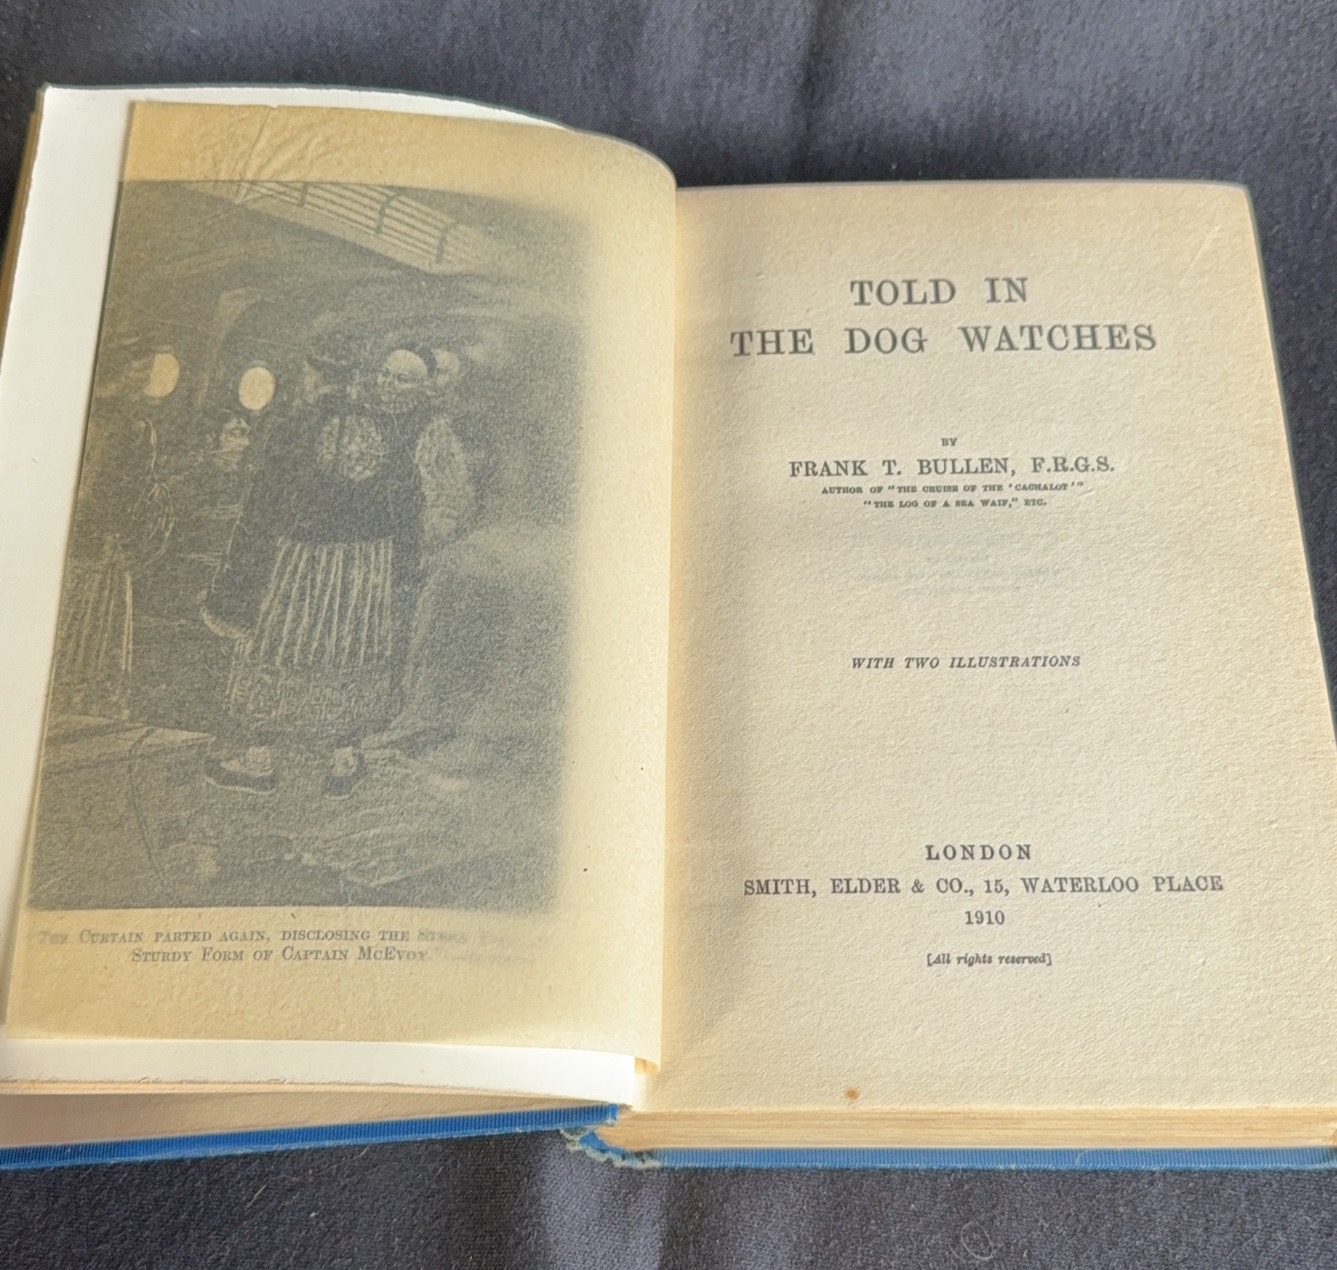 CURTAIN PARTED AGAIN, DISCLOSING THE
STURDY FORM OF CAPTAIN MCEVOY
TOLD IN
THE DOG WATCHES
BY
FRANK T. BULLEN, F.R.G.S.
AUTHOR OF "THE CRUISE OF THE 'CACHALOT'"
"THE LOG OF A SEA WAIF," ETC.
WITH TWO ILLUSTRATIONS
LONDON
SMITH, ELDER & CO., 15, WATERLOO PLACE
1910
[All rights reserved]